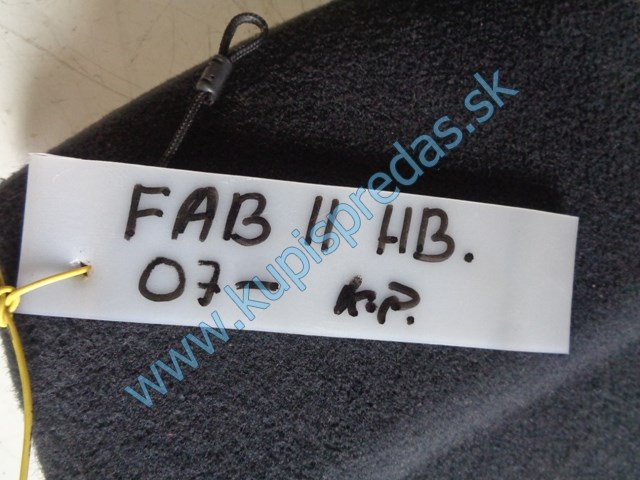 FAB II HB.
07- K.P.
www.kupispredas.sk